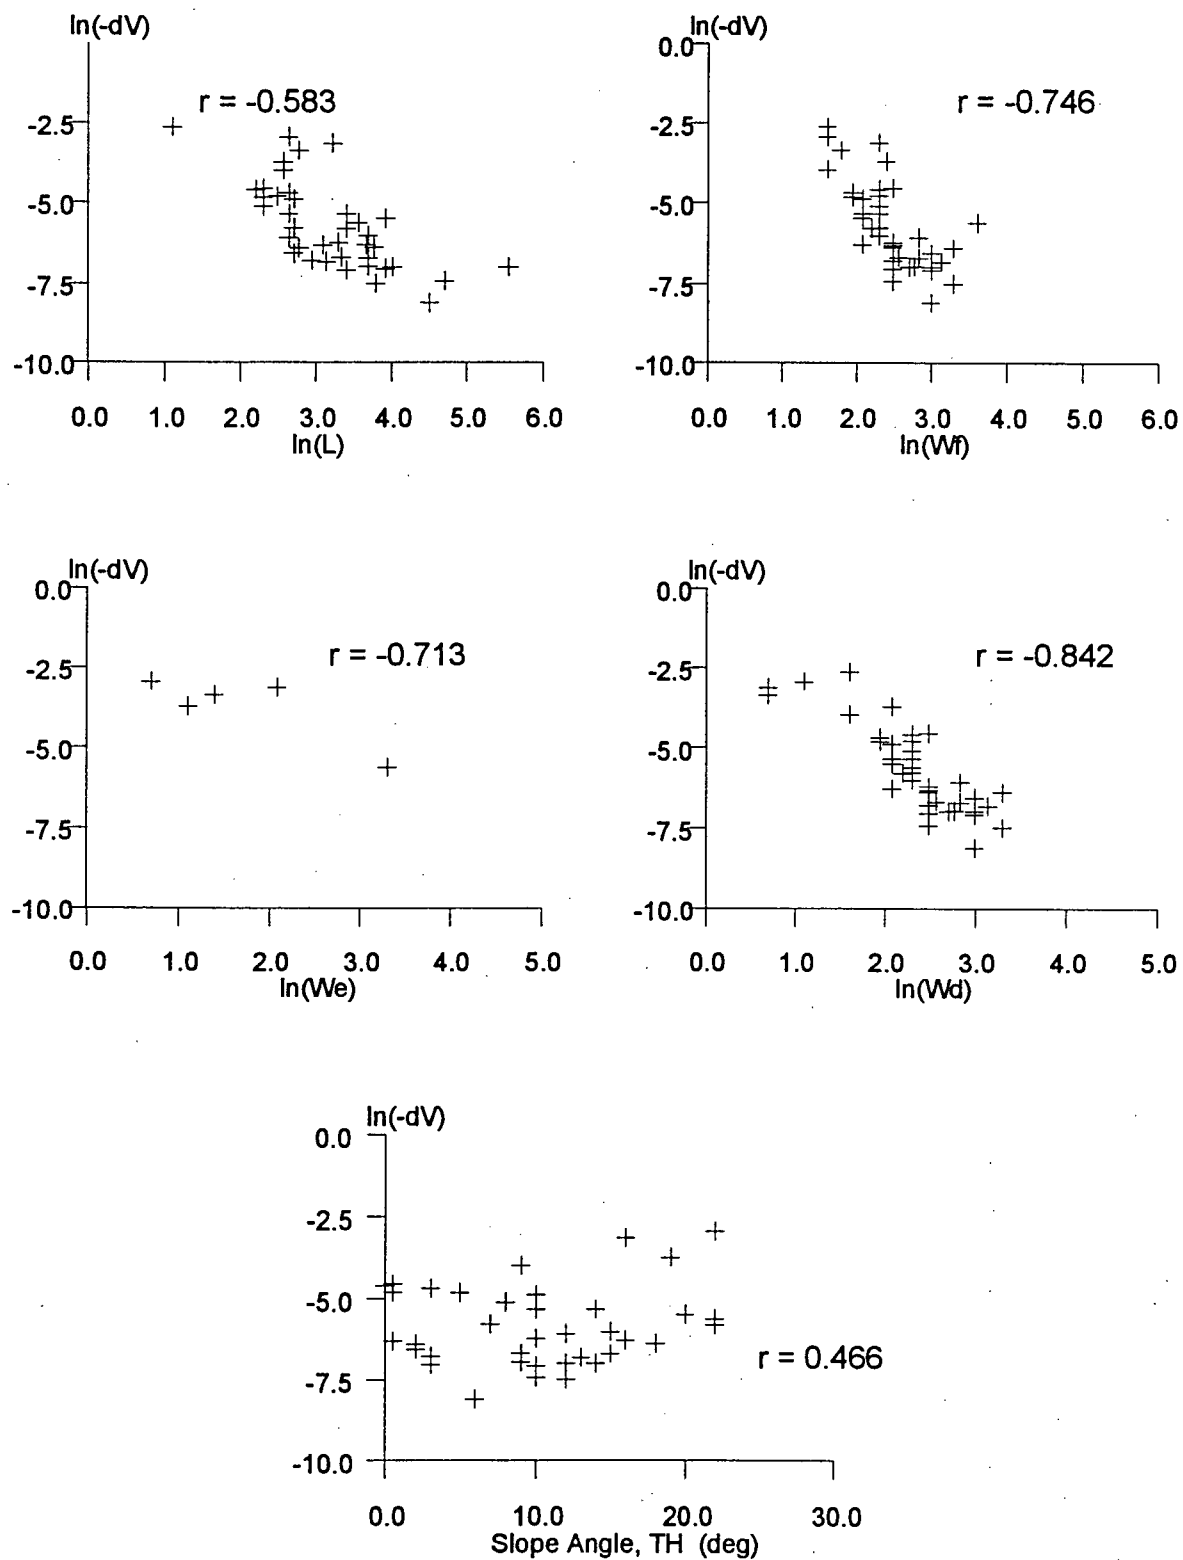 ln(-dV)
r = -0.583
-2.5
-5.0
-7.5
-10.0
0.0 1.0 2.0 3.0 4.0 5.0 6.0
ln(L)
ln(-dV)
0.0
r = -0.746
-2.5
-5.0
-7.5
-10.0
0.0 1.0 2.0 3.0 4.0 5.0 6.0
ln(Wf)
ln(-dV)
0.0
r = -0.713
-2.5
-5.0
-7.5
-10.0
0.0 1.0 2.0 3.0 4.0 5.0
ln(We)
ln(-dV)
0.0
r = -0.842
-2.5
-5.0
-7.5
-10.0
0.0 1.0 2.0 3.0 4.0 5.0
ln(Wd)
ln(-dV)
0.0
-2.5
-5.0
r = 0.466
-7.5
-10.0
0.0 10.0 20.0 30.0
Slope Angle, TH (deg)